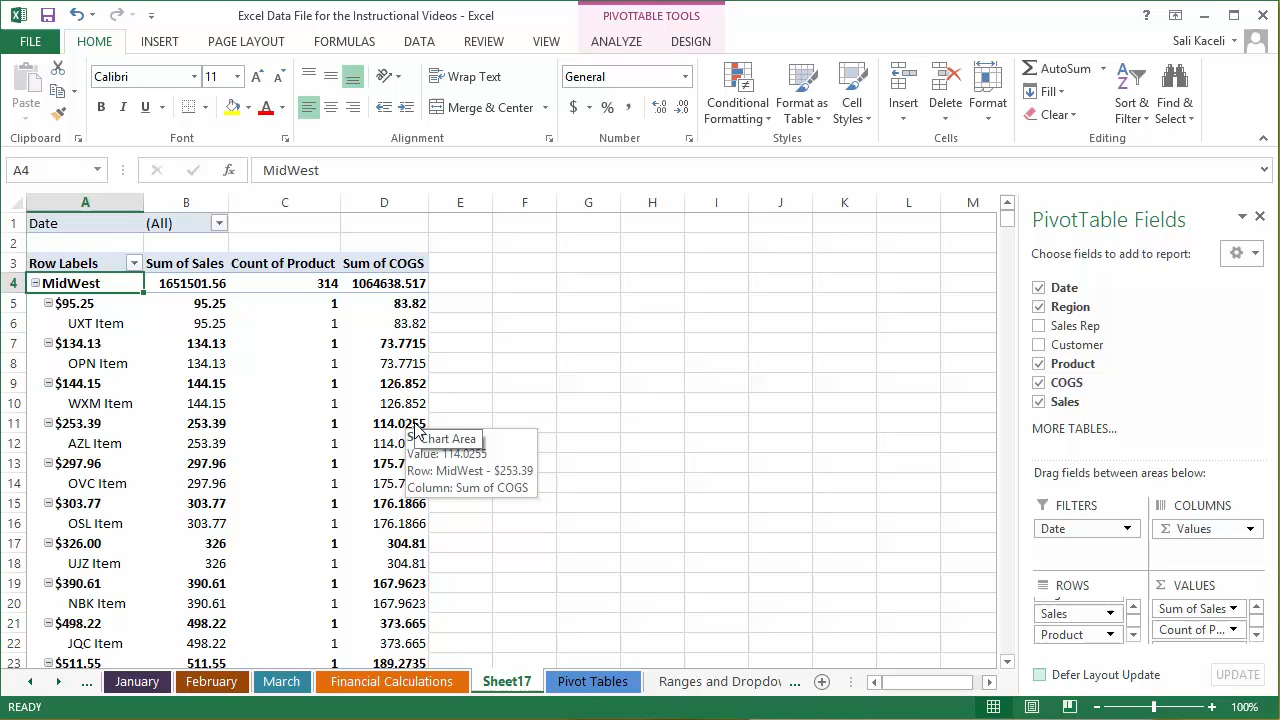 Excel Data File for the Instructional Videos - Excel
PIVOTTABLE TOOLS
?
FILE HOME INSERT PAGE LAYOUT FORMULAS DATA REVIEW VIEW ANALYZE DESIGN Sali Kaceli
Paste
Calibri 11
B I U
Wrap Text
Merge & Center
General
$ % ,
Conditional Formatting
Format as Table
Cell Styles
Insert Delete Format
AutoSum
Fill
Clear
Sort & Filter
Find & Select
Clipboard Font Alignment Number Styles Cells Editing
A4 fx MidWest
A B C D E F G H I J K L M
1 Date (All)
2
3 Row Labels Sum of Sales Count of Product Sum of COGS
4 MidWest 1651501.56 314 1064638.517
5 $95.25 95.25 1 83.82
6 UXT Item 95.25 1 83.82
7 $134.13 134.13 1 73.7715
8 OPN Item 134.13 1 73.7715
9 $144.15 144.15 1 126.852
10 WXM Item 144.15 1 126.852
11 $253.39 253.39 1 114.0255
12 AZL Item 253.39 1 114.0
13 $297.96 297.96 1 175.7
14 OVC Item 297.96 1 175.7
15 $303.77 303.77 1 176.1866
16 OSL Item 303.77 1 176.1866
17 $326.00 326 1 304.81
18 UJZ Item 326 1 304.81
19 $390.61 390.61 1 167.9623
20 NBK Item 390.61 1 167.9623
21 $498.22 498.22 1 373.665
22 JQC Item 498.22 1 373.665
23 $511.55 511.55 1 189.2735
Chart Area
Value: 114.0255
Row: MidWest - $253.39
Column: Sum of COGS
PivotTable Fields
Choose fields to add to report:
Date
Region
Sales Rep
Customer
Product
COGS
Sales
MORE TABLES...
Drag fields between areas below:
FILTERS
Date
COLUMNS
Σ Values
ROWS
Sales
Product
Σ VALUES
Sum of Sales
Count of P...
Defer Layout Update UPDATE
... January February March Financial Calculations Sheet17 Pivot Tables Ranges and Dropdov ...
READY 100%